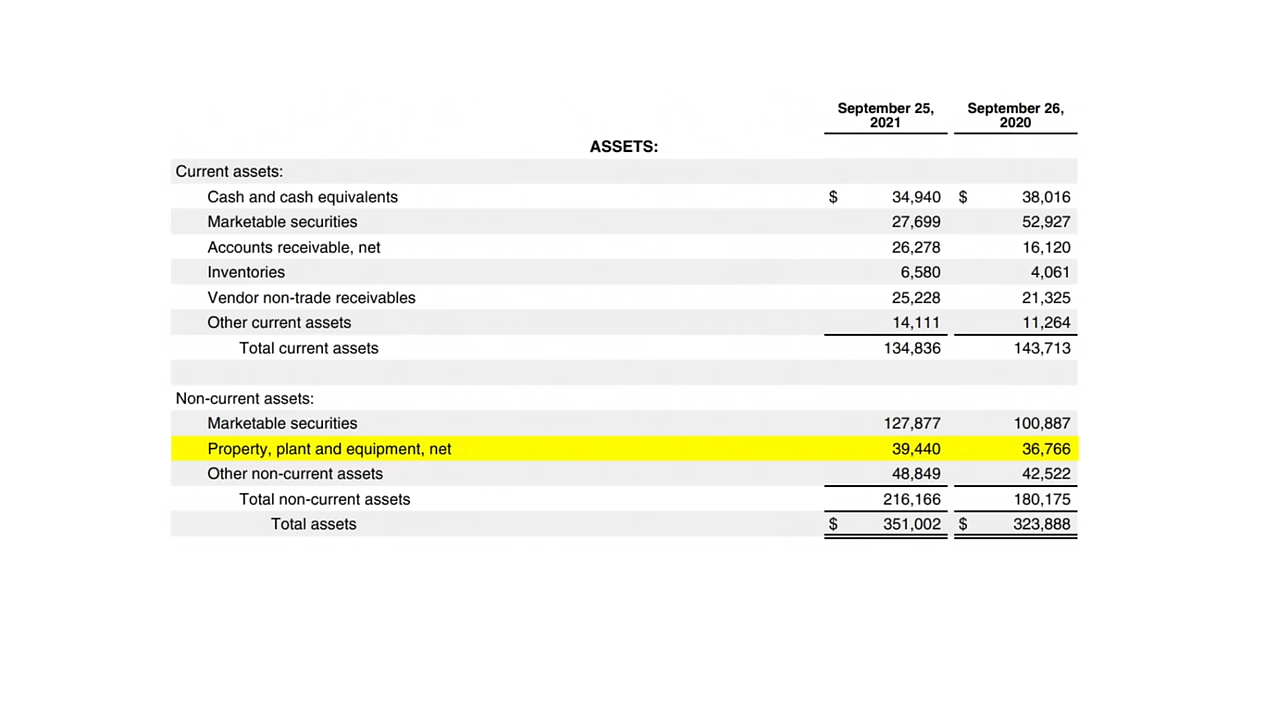 September 25, 2021 September 26, 2020
ASSETS:
Current assets:
Cash and cash equivalents $ 34,940 $ 38,016
Marketable securities 27,699 52,927
Accounts receivable, net 26,278 16,120
Inventories 6,580 4,061
Vendor non-trade receivables 25,228 21,325
Other current assets 14,111 11,264
Total current assets 134,836 143,713
Non-current assets:
Marketable securities 127,877 100,887
Property, plant and equipment, net 39,440 36,766
Other non-current assets 48,849 42,522
Total non-current assets 216,166 180,175
Total assets $ 351,002 $ 323,888